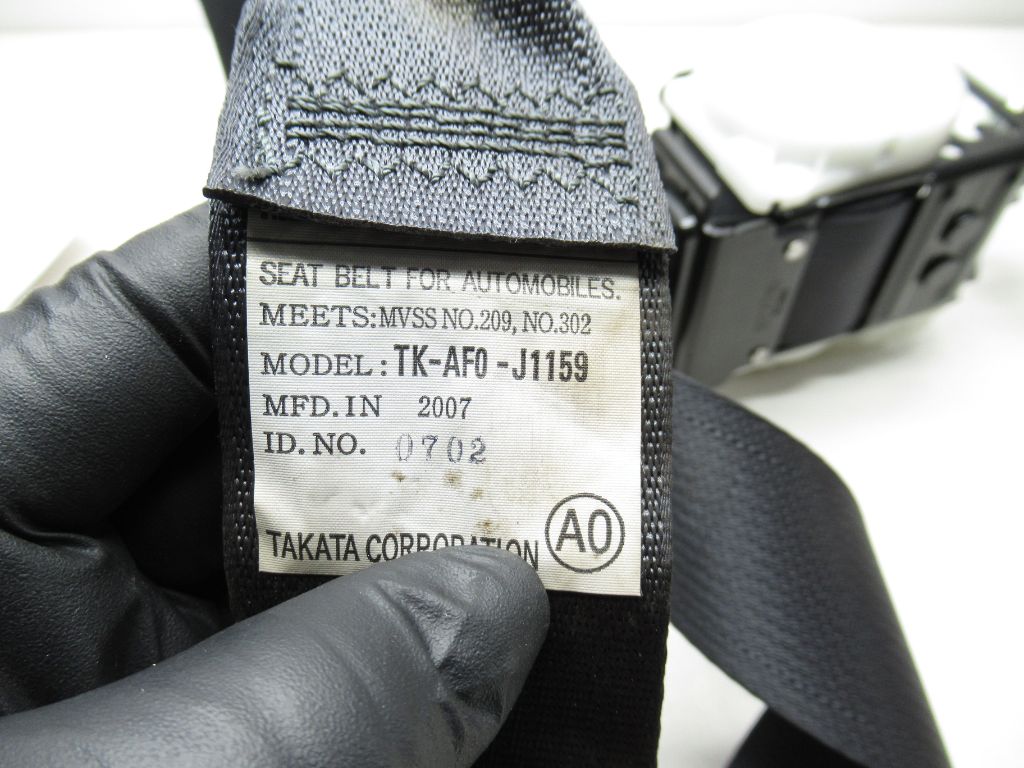 SEAT BELT FOR AUTOMOBILES.
MEETS:MVSS NO.209, NO.302
MODEL: TK-AF0-J1159
MFD. IN 2007
ID. NO. 0702
TAKATA CORPORATION
A0